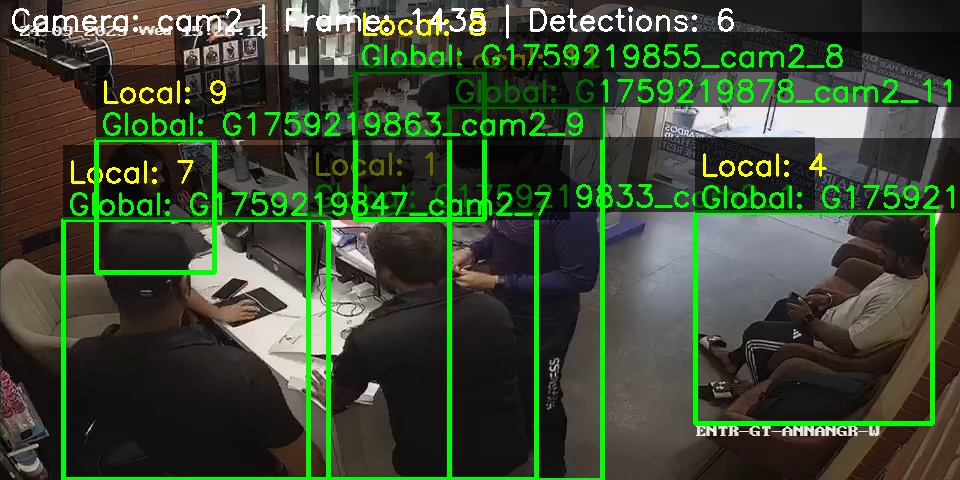 Camera: cam2 | Frame: 1435 | Detections: 6
Local: 8
Global: G1759219855_cam2_8
Local: 9
Global: G1759219878_cam2_11
Global: G1759219863_cam2_9
Local: 7
Local: 1
Local: 4
Global: G1759219847_cam2_7
Global: G175921
ENTR-GT-ANNANGR-W